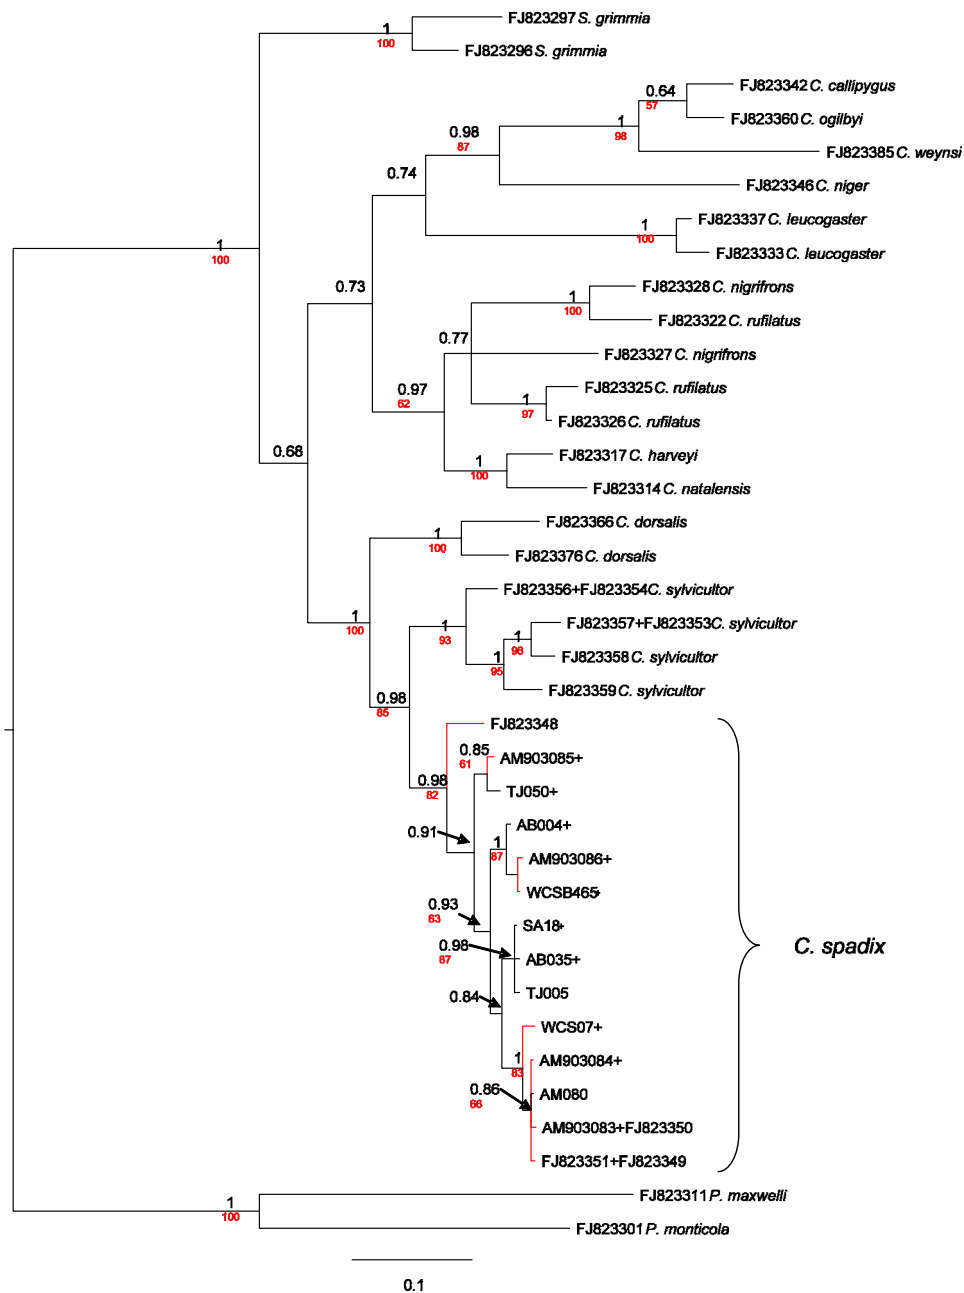 FJ823297 S. grimmia
1
100
FJ823296 S. grimmia
FJ823342 C. callipygus
0.64
57
FJ823360 C. ogilbyi
1
98
0.98
87
FJ823385 C. weynsi
0.74
FJ823346 C. niger
FJ823337 C. leucogaster
1
100
1
100
FJ823333 C. leucogaster
0.73
FJ823328 C. nigrifrons
1
100
FJ823322 C. rufilatus
0.77
FJ823327 C. nigrifrons
0.97
62
FJ823325 C. rufilatus
1
97
FJ823326 C. rufilatus
0.68
FJ823317 C. harveyi
1
100
FJ823314 C. natalensis
FJ823366 C. dorsalis
1
100
FJ823376 C. dorsalis
FJ823356+FJ823354 C. sylvicultor
1
100
1
93
FJ823357+FJ823353 C. sylvicultor
1
98
FJ823358 C. sylvicultor
1
95
FJ823359 C. sylvicultor
0.98
85
FJ823348
0.85
61
AM903085+
0.98
82
TJ050+
0.91
AB004+
1
87
AM903086+
WCSB465+
0.93
63
SA18+
0.98
87
AB035+
TJ005
0.84
WCS07+
1
83
AM903084+
0.86
66
AM080
AM903083+FJ823350
FJ823351+FJ823349
C. spadix
FJ823311 P. maxwelli
1
100
FJ823301 P. monticola
0.1